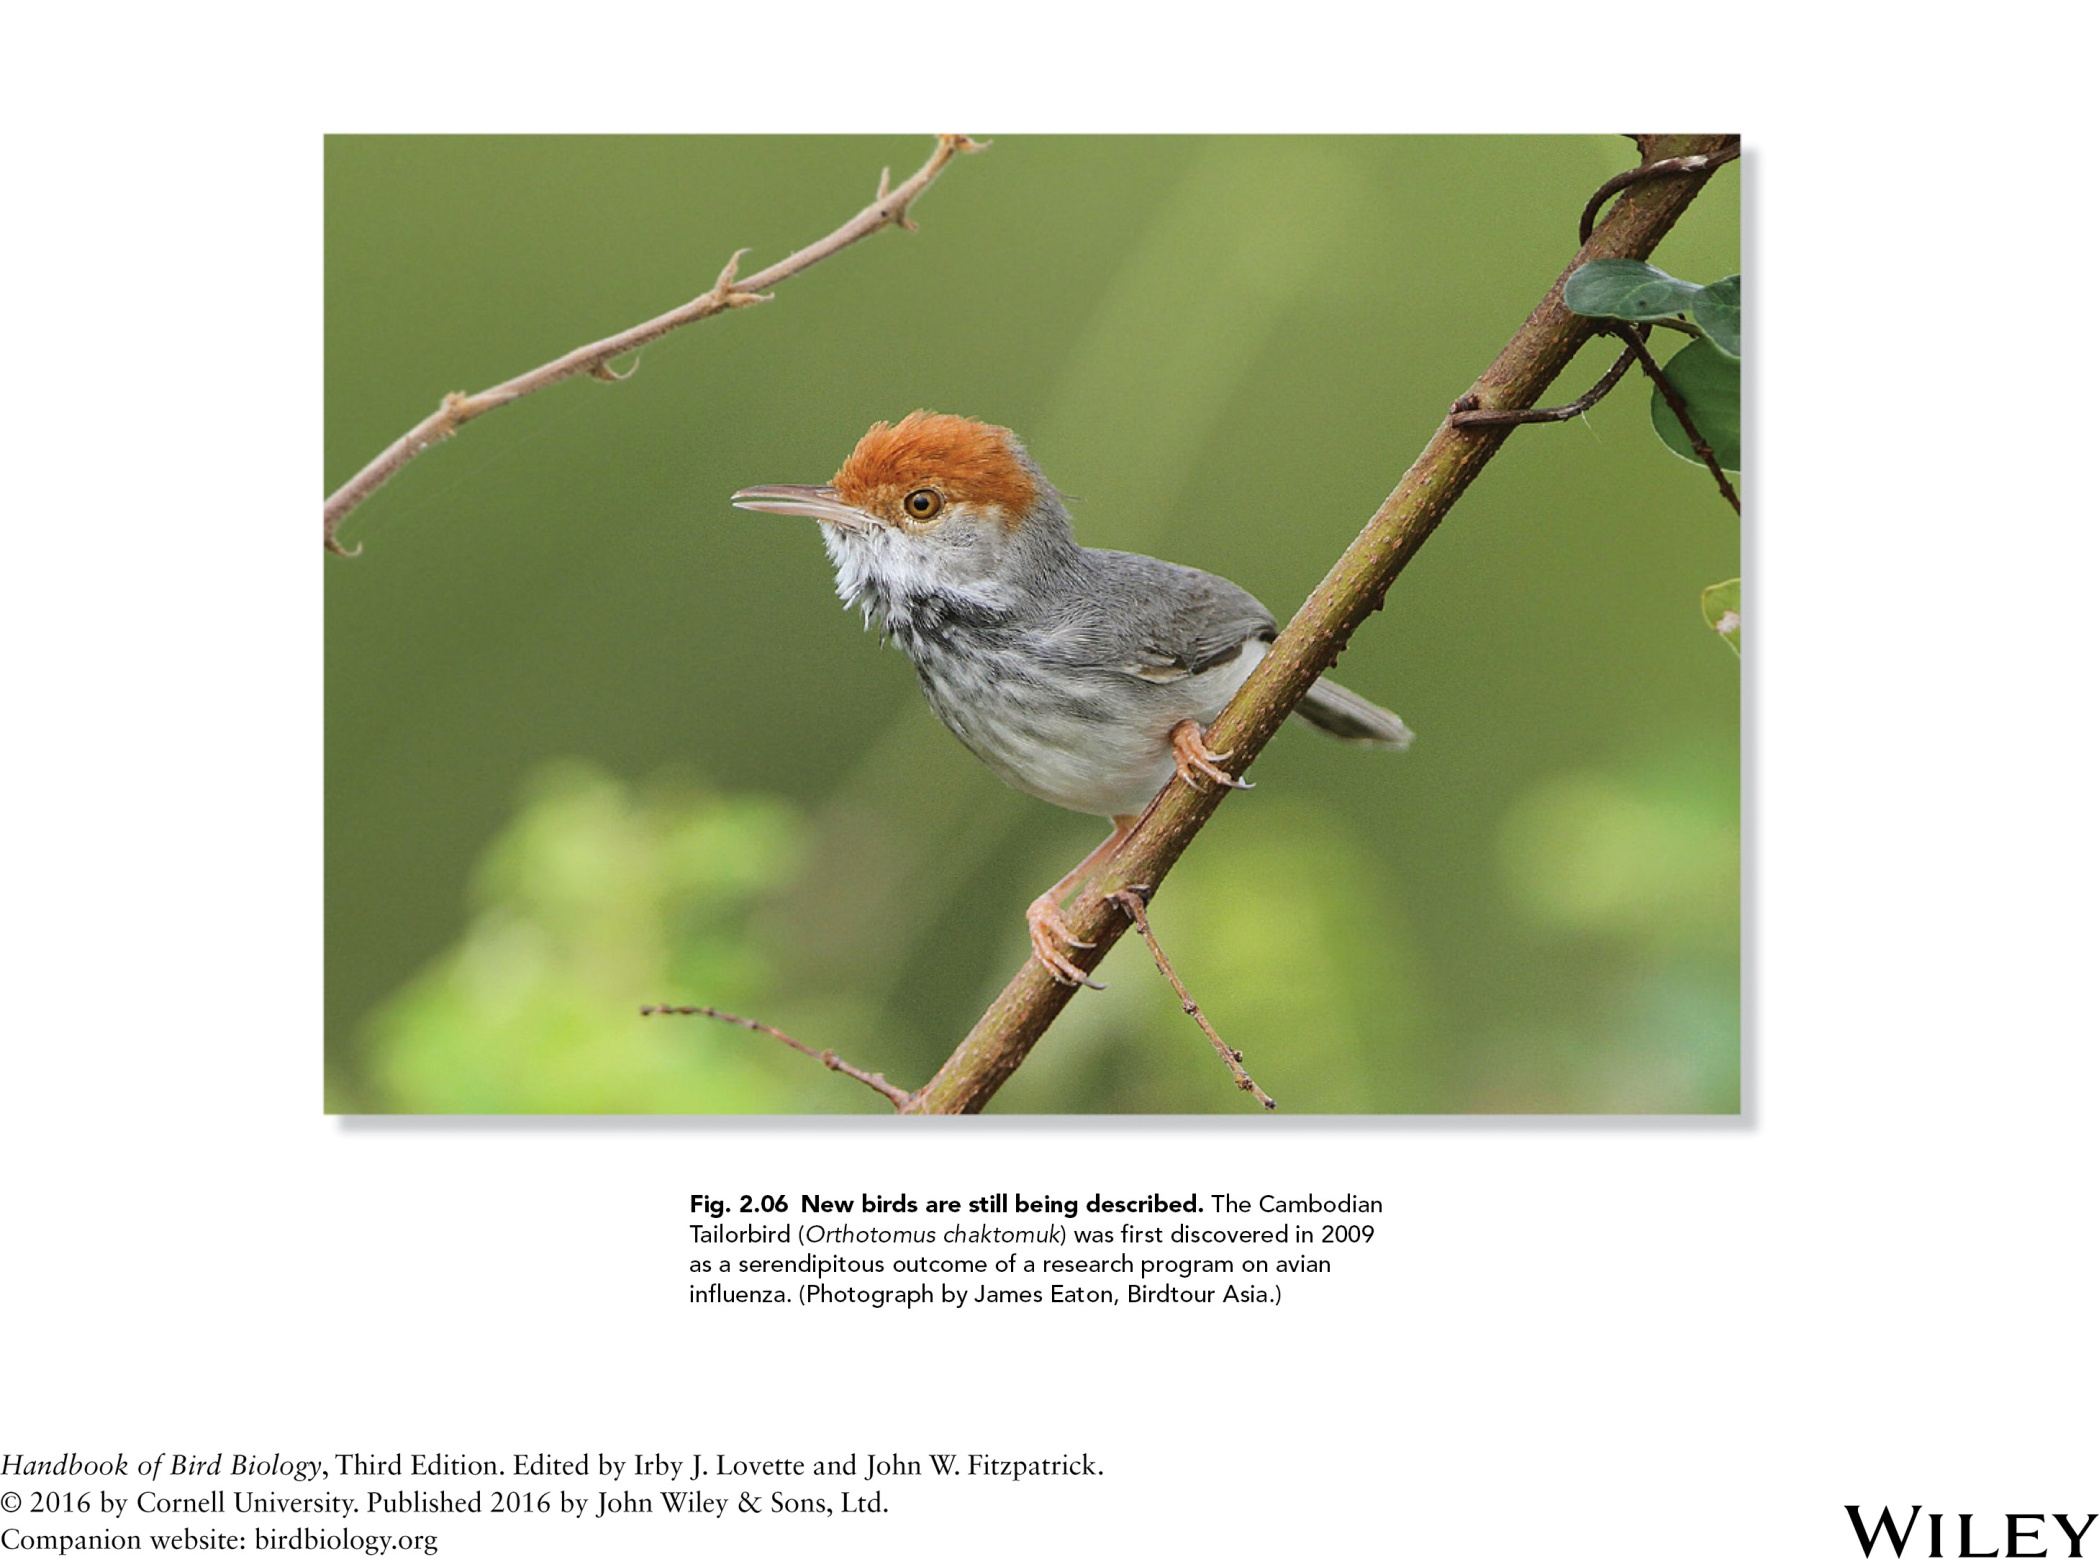 Fig. 2.06 New birds are still being described. The Cambodian
Tailorbird (Orthotomus chaktomuk) was first discovered in 2009
as a serendipitous outcome of a research program on avian
influenza. (Photograph by James Eaton, Birdtour Asia.)
Handbook of Bird Biology, Third Edition. Edited by Irby J. Lovette and John W. Fitzpatrick.
© 2016 by Cornell University. Published 2016 by John Wiley & Sons, Ltd.
Companion website: birdbiology.org
WILEY